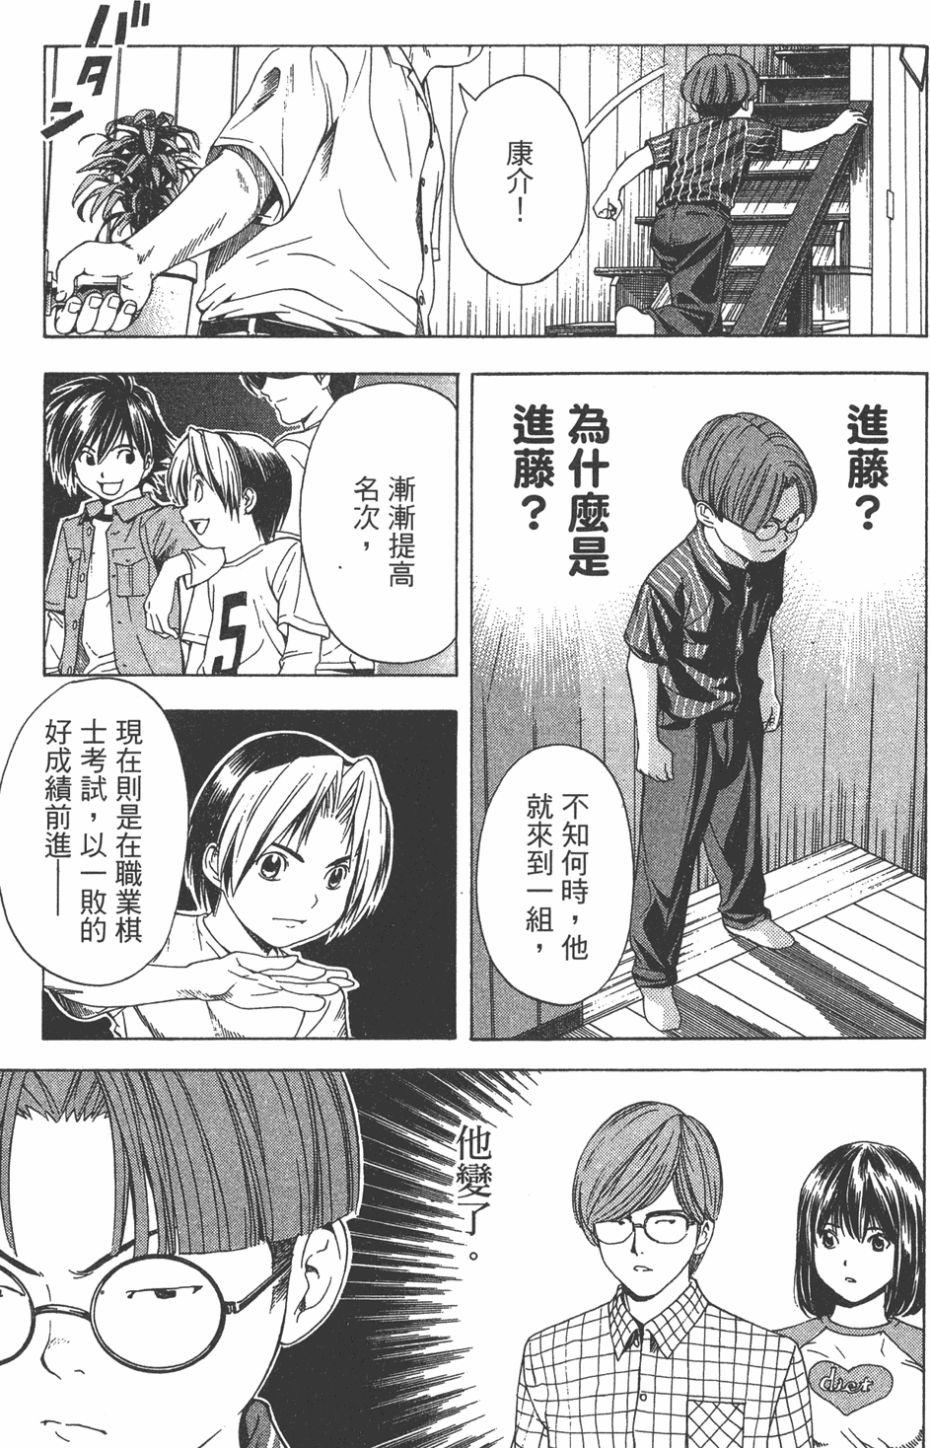 バタン
康介！
進藤？
為什麼是
進藤？
不知何時，他
就來到一組，
漸漸提高
名次，
5
現在則是在職業棋
士考試，以一敗的
好成績前進——
他變了。
diet